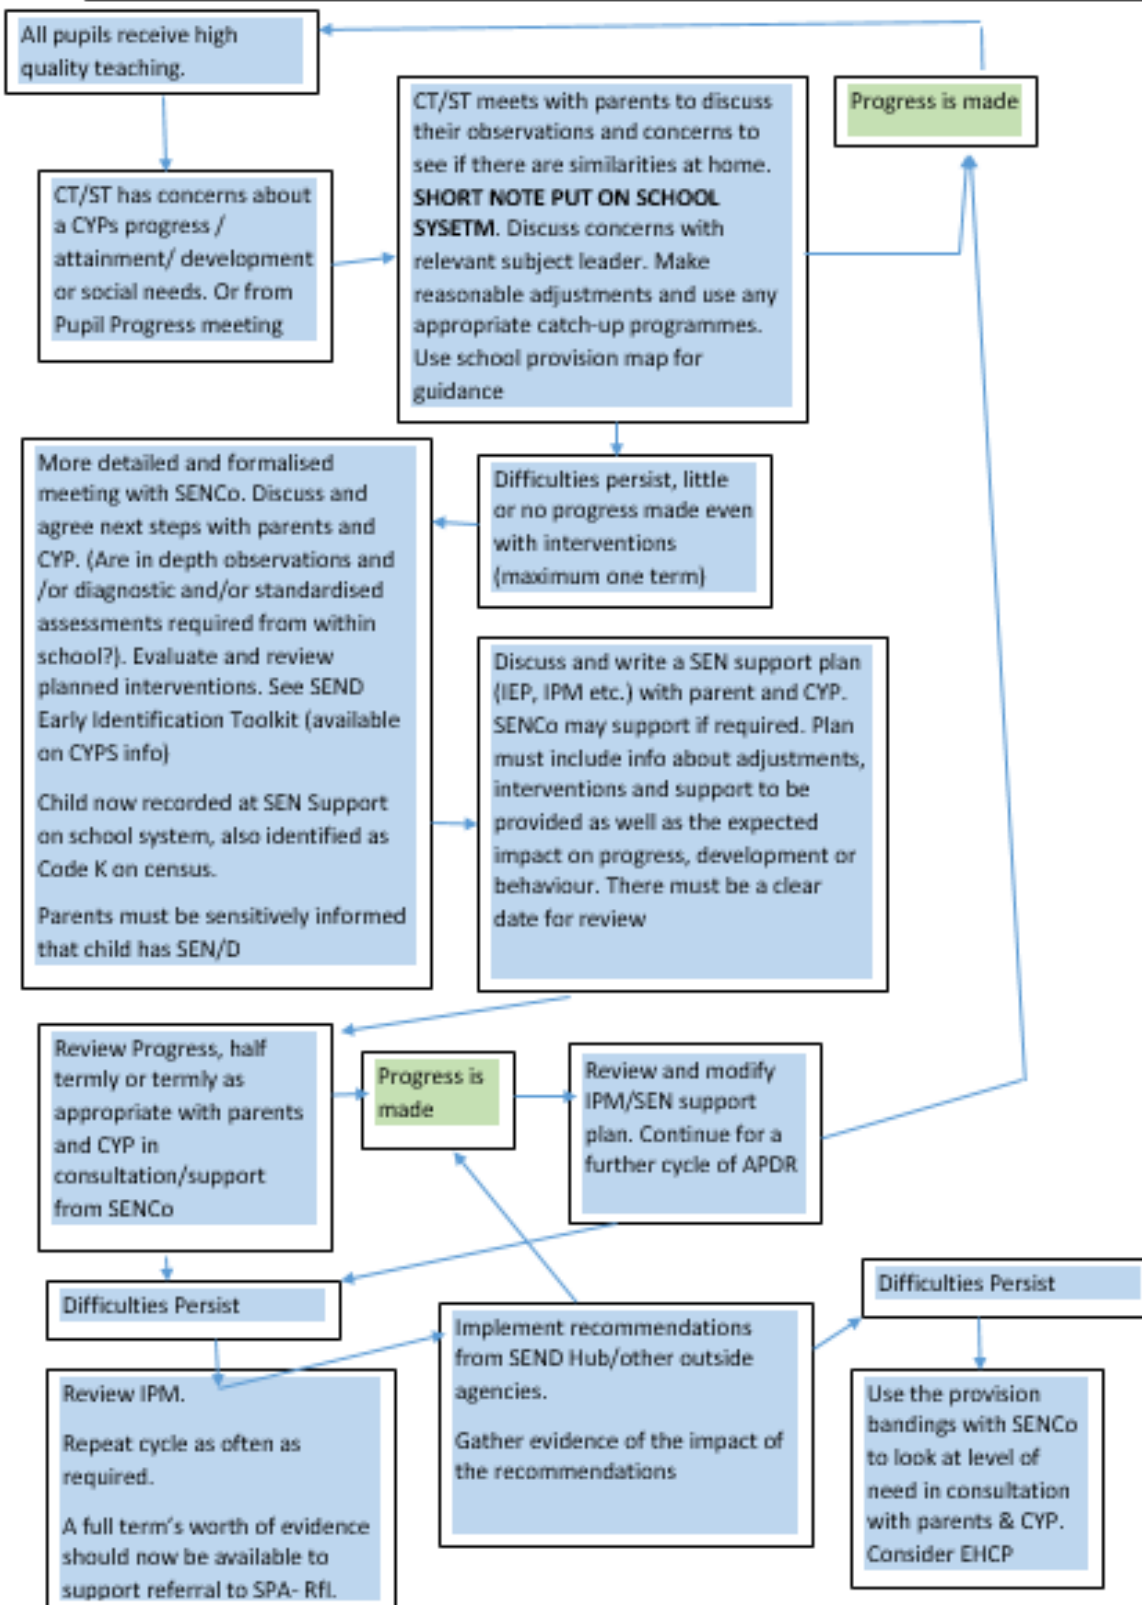 All pupils receive high
quality teaching.
Progress is made
CT/ST has concerns about
a CYPs progress /
attainment/ development
or social needs. Or from
Pupil Progress meeting
CT/ST meets with parents to discuss
their observations and concerns to
see if there are similarities at home.
SHORT NOTE PUT ON SCHOOL
SYSETM. Discuss concerns with
relevant subject leader. Make
reasonable adjustments and use any
appropriate catch-up programmes.
Use school provision map for
guidance
Difficulties persist, little
or no progress made even
with interventions
(maximum one term)
More detailed and formalised
meeting with SENCo. Discuss and
agree next steps with parents and
CYP. (Are in depth observations and
/or diagnostic and/or standardised
assessments required from within
school?). Evaluate and review
planned interventions. See SEND
Early Identification Toolkit (available
on CYPS info)
Child now recorded at SEN Support
on school system, also identified as
Code K on census.
Parents must be sensitively informed
that child has SEN/D
Discuss and write a SEN support plan
(IEP, IPM etc.) with parent and CYP.
SENCo may support if required. Plan
must include info about adjustments,
interventions and support to be
provided as well as the expected
impact on progress, development or
behaviour. There must be a clear
date for review
Review Progress, half
termly or termly as
appropriate with parents
and CYP in
consultation/support
from SENCo
Progress is
made
Review and modify
IPM/SEN support
plan. Continue for a
further cycle of APDR
Difficulties Persist
Review IPM.
Repeat cycle as often as
required.
A full term's worth of evidence
should now be available to
support referral to SPA- RfI.
Implement recommendations
from SEND Hub/other outside
agencies.
Gather evidence of the impact of
the recommendations
Difficulties Persist
Use the provision
bandings with SENCo
to look at level of
need in consultation
with parents & CYP.
Consider EHCP